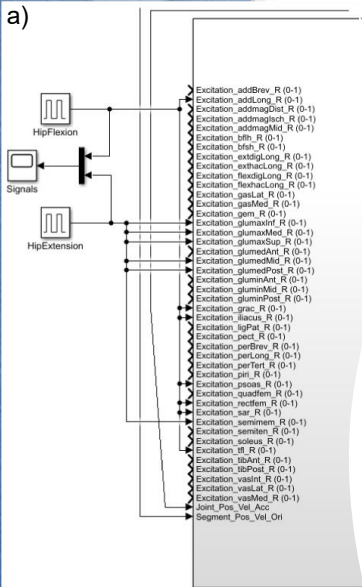 a)
HipFlexion
Signals
HipExtension
Excitation_addBrev_R (0-1)
Excitation_addLong_R (0-1)
Excitation_addmagDist_R (0-1)
Excitation_addmagIsch_R (0-1)
Excitation_addmagMid_R (0-1)
Excitation_bflh_R (0-1)
Excitation_bfsh_R (0-1)
Excitation_extdigLong_R (0-1)
Excitation_exthacLong_R (0-1)
Excitation_flexdigLong_R (0-1)
Excitation_flexhacLong_R (0-1)
Excitation_gasLat_R (0-1)
Excitation_gasMed_R (0-1)
Excitation_gem_R (0-1)
Excitation_glumaxInf_R (0-1)
Excitation_glumaxMed_R (0-1)
Excitation_glumaxSup_R (0-1)
Excitation_glumedAnt_R (0-1)
Excitation_glumedMid_R (0-1)
Excitation_glumedPost_R (0-1)
Excitation_gluminAnt_R (0-1)
Excitation_gluminMid_R (0-1)
Excitation_gluminPost_R (0-1)
Excitation_grac_R (0-1)
Excitation_iliacus_R (0-1)
Excitation_ligPat_R (0-1)
Excitation_pect_R (0-1)
Excitation_perBrev_R (0-1)
Excitation_perLong_R (0-1)
Excitation_perTert_R (0-1)
Excitation_piri_R (0-1)
Excitation_psoas_R (0-1)
Excitation_quadfem_R (0-1)
Excitation_rectfem_R (0-1)
Excitation_sar_R (0-1)
Excitation_semimem_R (0-1)
Excitation_semiten_R (0-1)
Excitation_soleus_R (0-1)
Excitation_tfl_R (0-1)
Excitation_tibAnt_R (0-1)
Excitation_tibPost_R (0-1)
Excitation_vasInt_R (0-1)
Excitation_vasLat_R (0-1)
Excitation_vasMed_R (0-1)
Joint_Pos_Vel_Acc
Segment_Pos_Vel_Ori